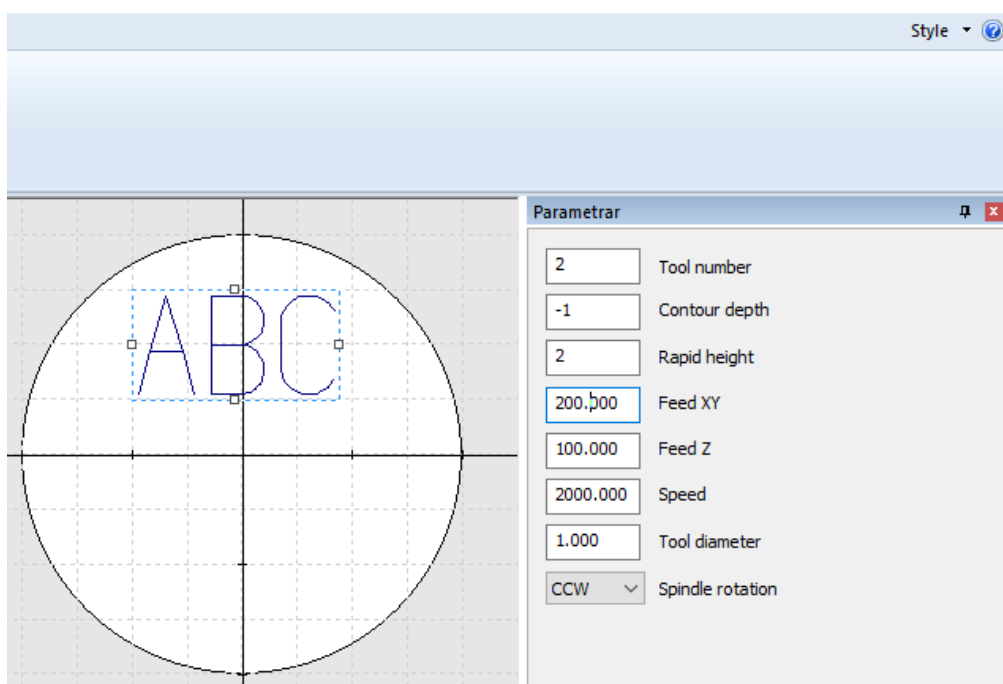 Style
ABC
Parametrar
2 Tool number
-1 Contour depth
2 Rapid height
200.000 Feed XY
100.000 Feed Z
2000.000 Speed
1.000 Tool diameter
CCW Spindle rotation